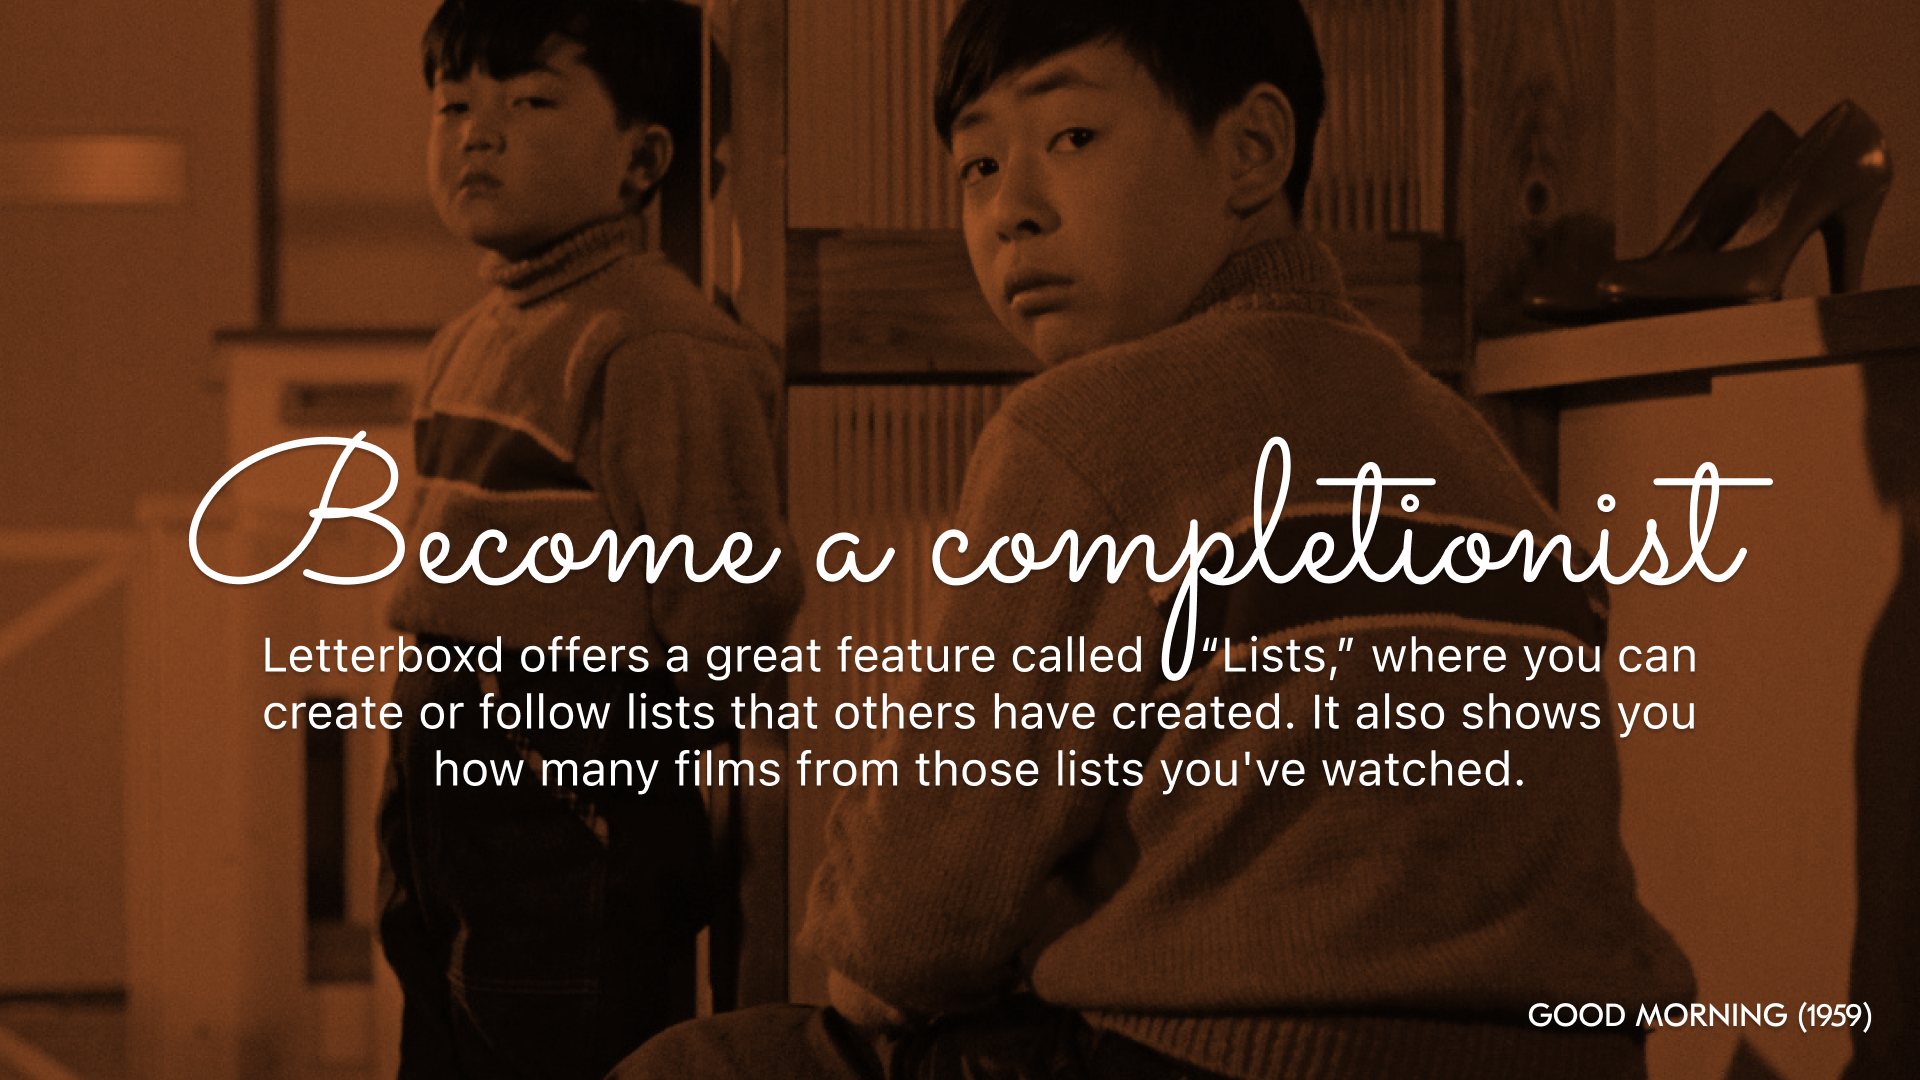 Become a completionist
Letterboxd offers a great feature called “Lists,” where you can
create or follow lists that others have created. It also shows you
how many films from those lists you've watched.
GOOD MORNING (1959)